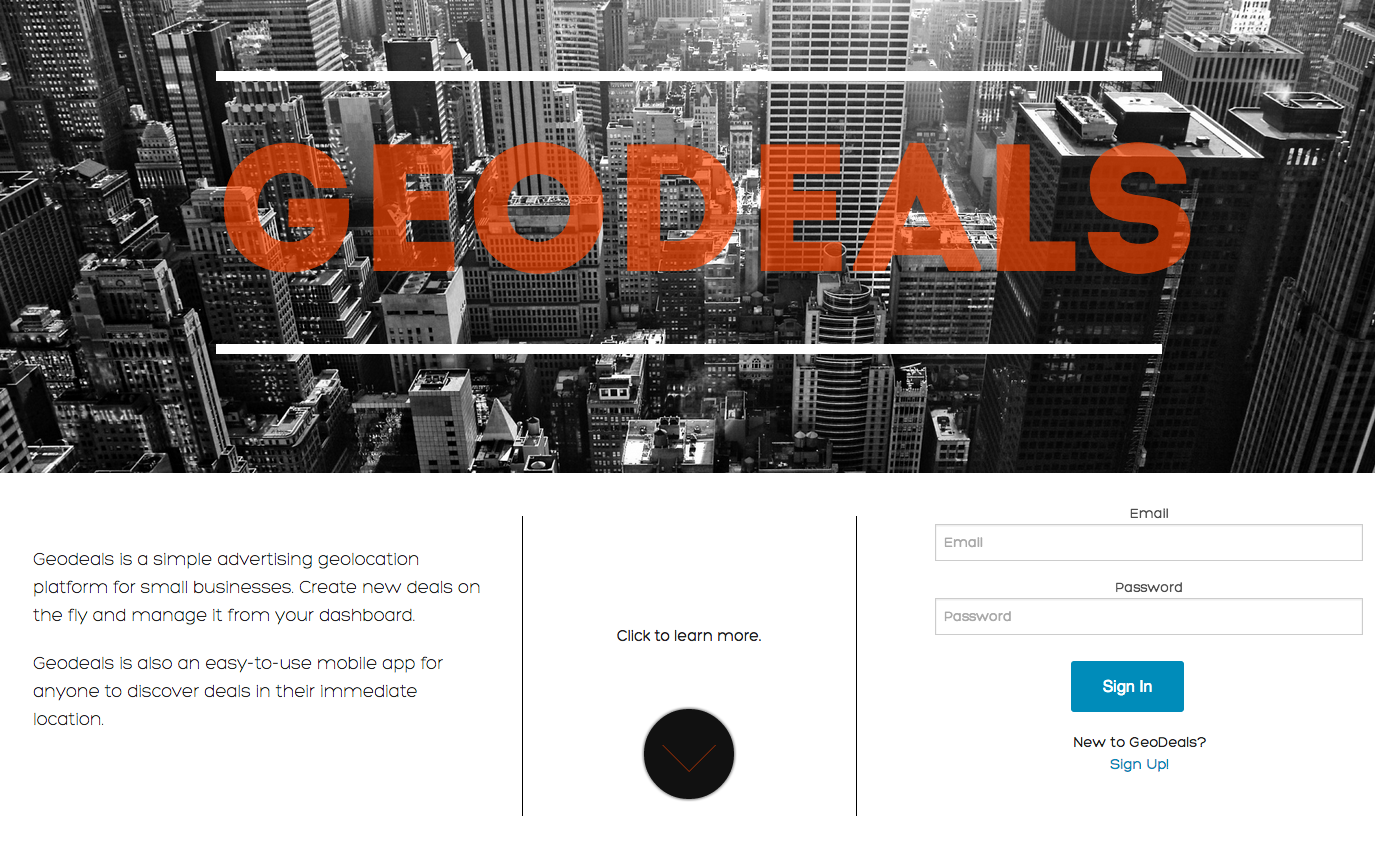 GEODEALS
Geodeals is a simple advertising geolocation
platform for small businesses. Create new deals on
the fly and manage it from your dashboard.
Geodeals is also an easy-to-use mobile app for
anyone to discover deals in their immediate
location.
Click to learn more.
Email
Email
Password
Password
Sign In
New to GeoDeals?
Sign Up!